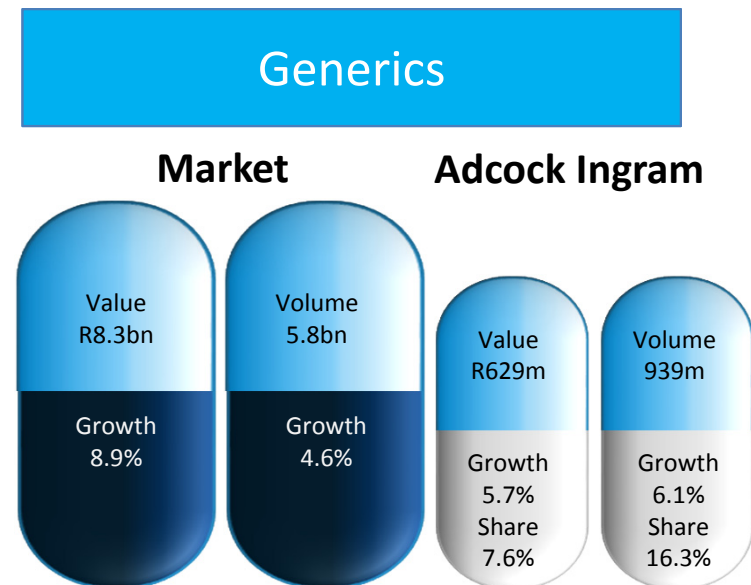 Generics
Market
Adcock Ingram
Value
R8.3bn
Growth
8.9%
Volume
5.8bn
Growth
4.6%
Value
R629m
Growth
5.7%
Share
7.6%
Volume
939m
Growth
6.1%
Share
16.3%